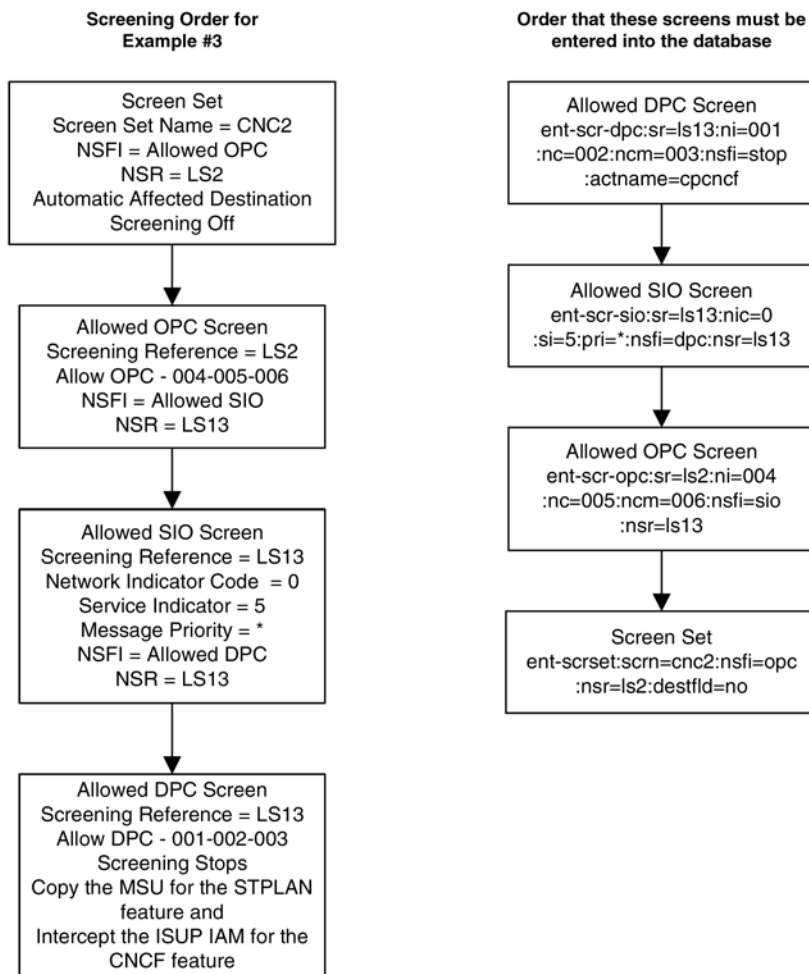 Screening Order for
Example #3
Screen Set
Screen Set Name = CNC2
NSFI = Allowed OPC
NSR = LS2
Automatic Affected Destination
Screening Off
Allowed OPC Screen
Screening Reference = LS2
Allow OPC - 004-005-006
NSFI = Allowed SIO
NSR = LS13
Allowed SIO Screen
Screening Reference = LS13
Network Indicator Code = 0
Service Indicator = 5
Message Priority = *
NSFI = Allowed DPC
NSR = LS13
Allowed DPC Screen
Screening Reference = LS13
Allow DPC - 001-002-003
Screening Stops
Copy the MSU for the STPLAN
feature and
Intercept the ISUP IAM for the
CNCF feature
Order that these screens must be
entered into the database
Allowed DPC Screen
ent-scr-dpc:sr=ls13:ni=001
:nc=002:ncm=003:nsfi=stop
:actname=cpcncf
Allowed SIO Screen
ent-scr-sio:sr=ls13:nic=0
:si=5:pri=*:nsfi=dpc:nsr=ls13
Allowed OPC Screen
ent-scr-opc:sr=ls2:ni=004
:nc=005:ncm=006:nsfi=sio
:nsr=ls13
Screen Set
ent-scrset:scrn=cnc2:nsfi=opc
:nsr=ls2:destfld=no